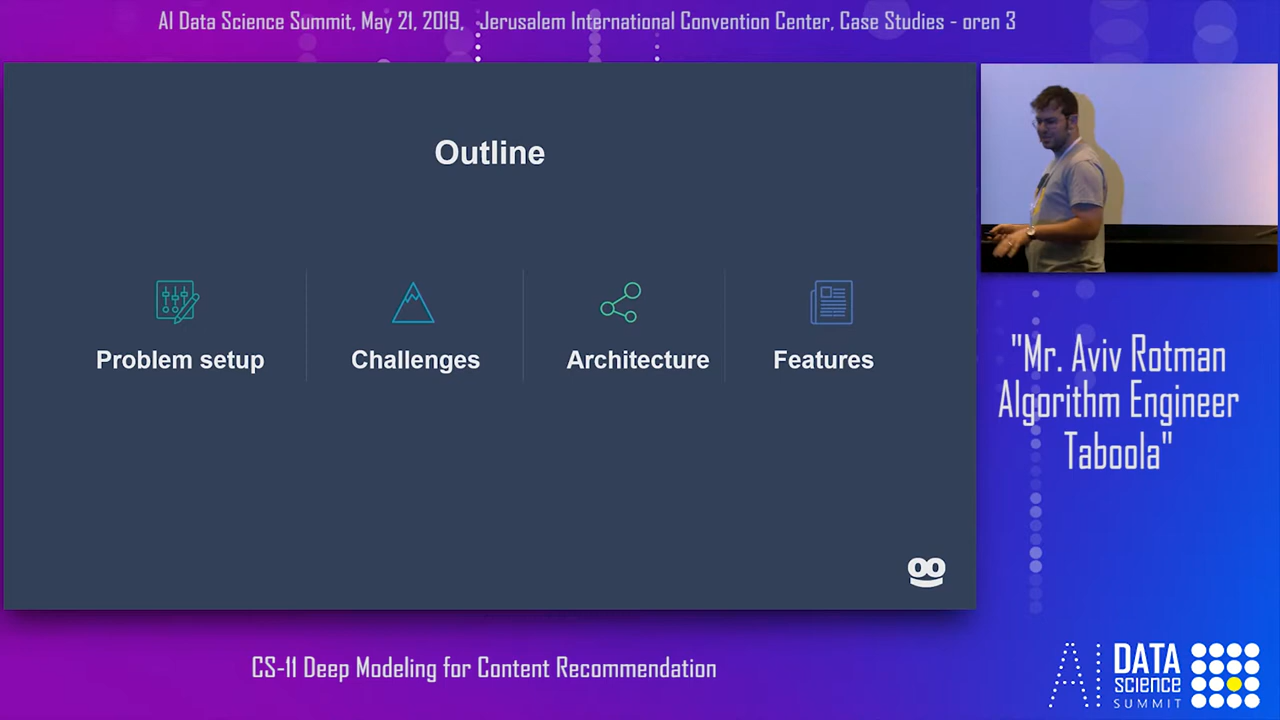 AI Data Science Summit, May 21, 2019, Jerusalem International Convention Center, Case Studies - oren 3
Outline
Problem setup
Challenges
Architecture
Features
"Mr. Aviv Rotman
Algorithm Engineer
Taboola"
CS-11 Deep Modeling for Content Recommendation
AI
DATA
SCIENCE
SUMMIT